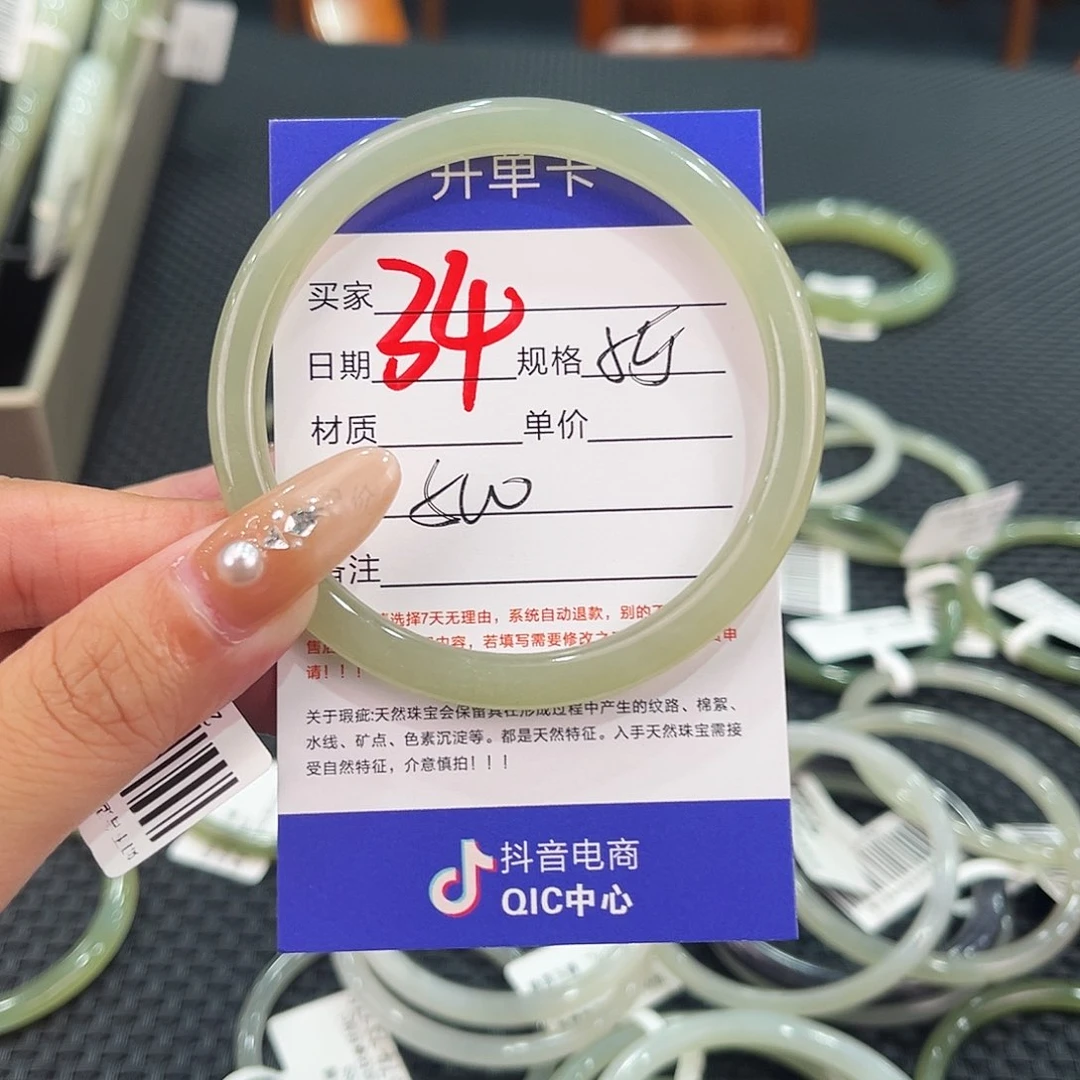 开单卡
买家
34
日期 规格
材质 单价
备注
选择7天无理由，系统自动退款，别的
内容，若填写需要修改之
请！！！
关于瑕疵:天然珠宝会保留其在形成过程中产生的纹路、棉絮、
水线、矿点、色素沉淀等。都是天然特征。入手天然珠宝需接
受自然特征，介意慎拍！！！
抖音电商
QIC中心